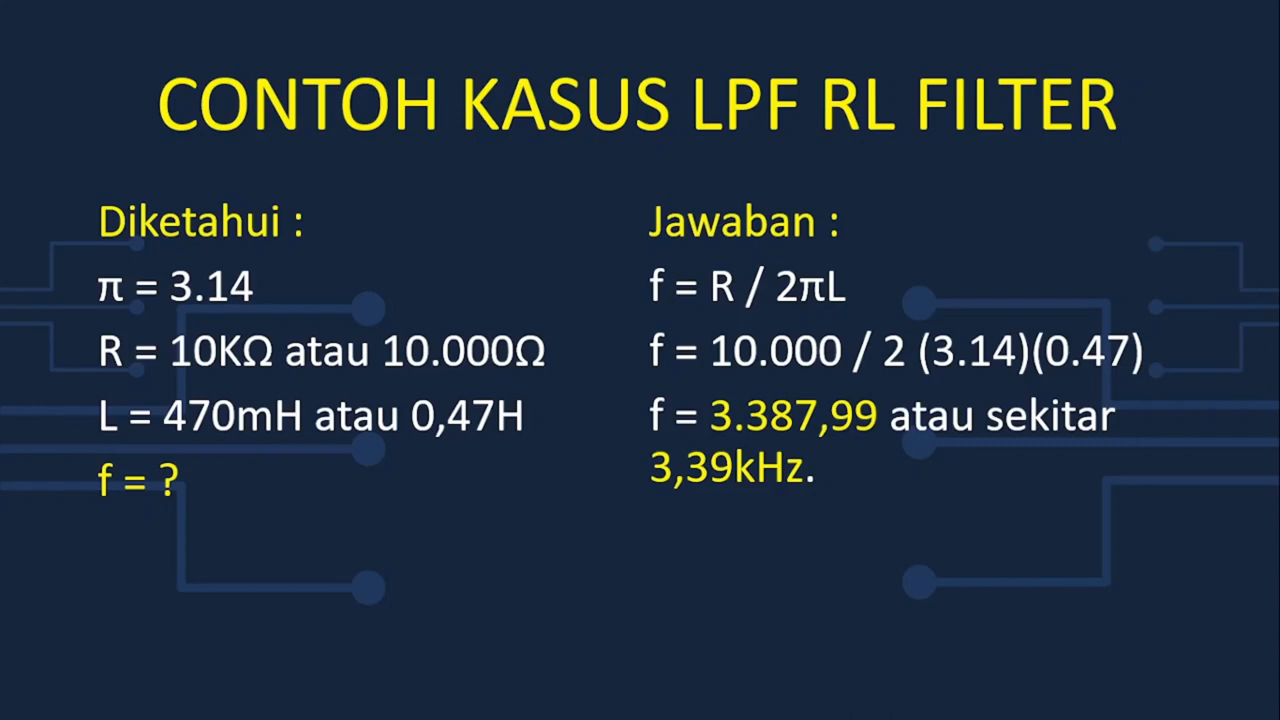 CONTOH KASUS LPF RL FILTER
Diketahui :
π = 3.14
R = 10KΩ atau 10.000Ω
L = 470mH atau 0,47H
f = ?
Jawaban :
f = R / 2πL
f = 10.000 / 2 (3.14)(0.47)
f = 3.387,99 atau sekitar
3,39kHz.